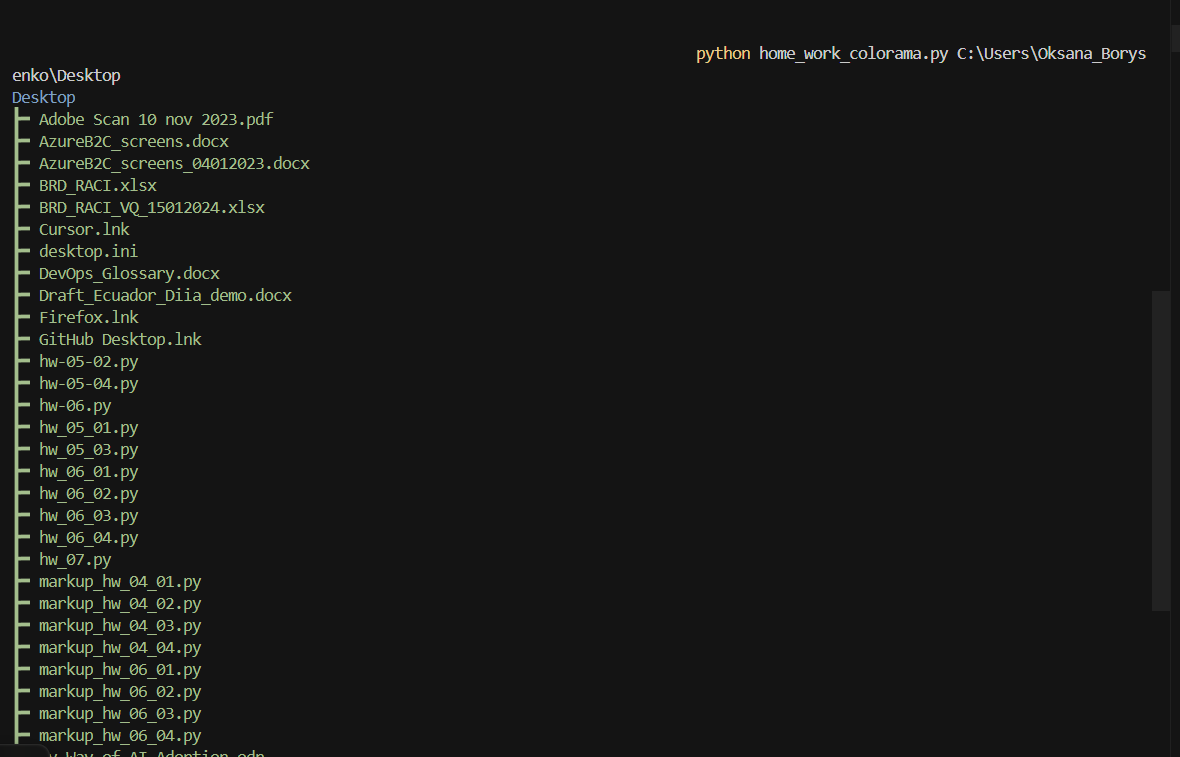 python home_work_colorama.py C:\Users\Oksana_Borys
enko\Desktop
Desktop
Adobe Scan 10 nov 2023.pdf
AzureB2C_screens.docx
AzureB2C_screens_04012023.docx
BRD_RACI.xlsx
BRD_RACI_VQ_15012024.xlsx
Cursor.lnk
desktop.ini
DevOps_Glossary.docx
Draft_Ecuador_Diia_demo.docx
Firefox.lnk
GitHub Desktop.lnk
hw-05-02.py
hw-05-04.py
hw-06.py
hw_05_01.py
hw_05_03.py
hw_06_01.py
hw_06_02.py
hw_06_03.py
hw_06_04.py
hw_07.py
markup_hw_04_01.py
markup_hw_04_02.py
markup_hw_04_03.py
markup_hw_04_04.py
markup_hw_06_01.py
markup_hw_06_02.py
markup_hw_06_03.py
markup_hw_06_04.py
Way of AI Adoption